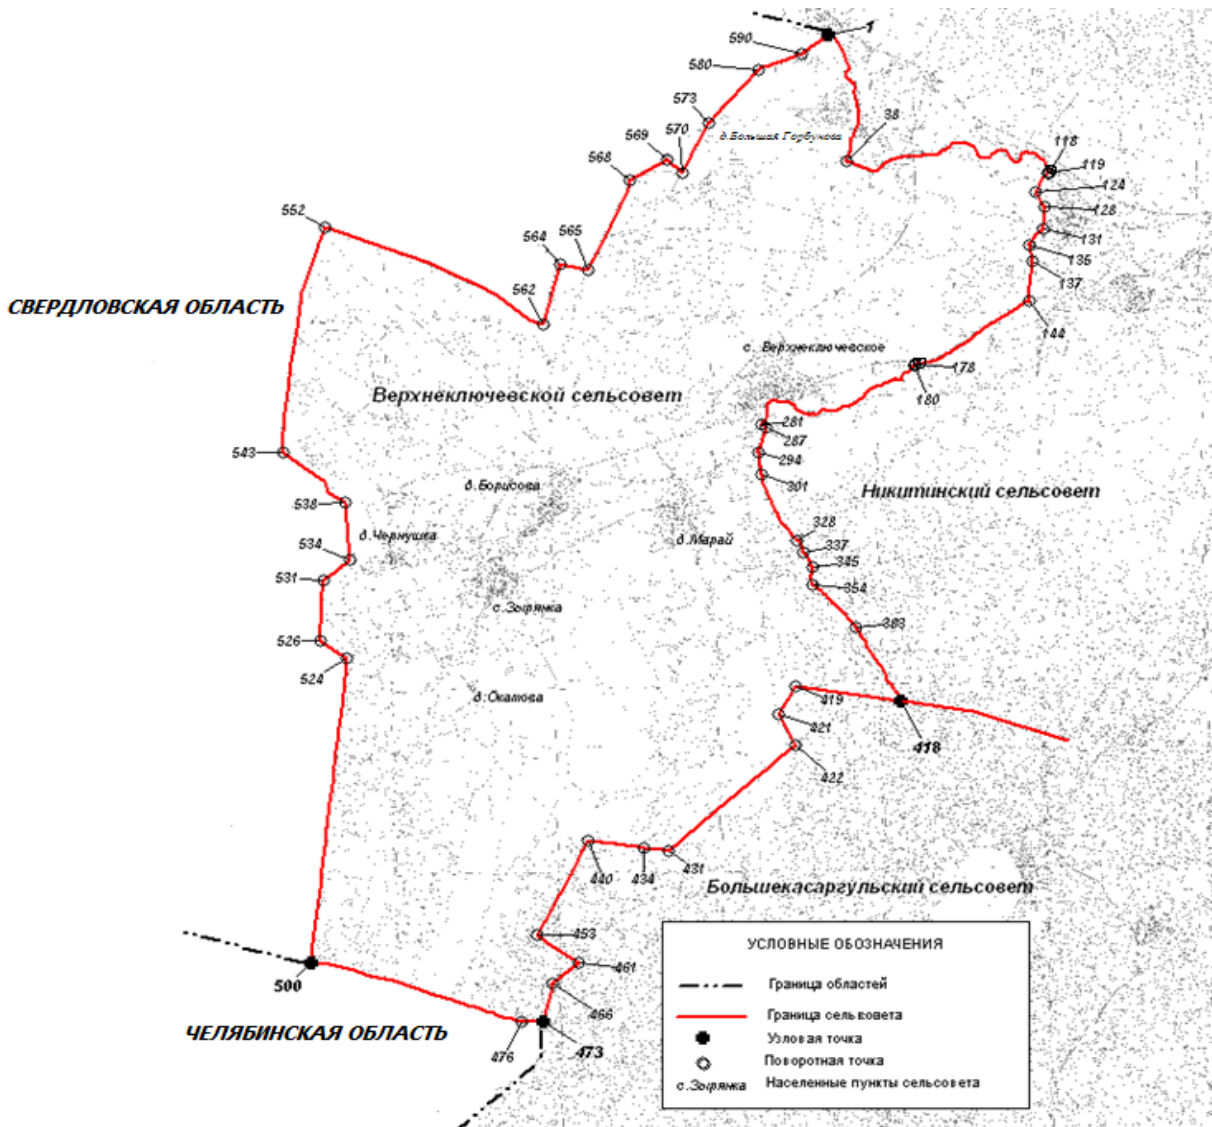 1
590
580
573
38
д.Большая Горбунова
569
570
118
568
119
124
552
128
565
564
131
135
137
562
СВЕРДЛОВСКАЯ ОБЛАСТЬ
144
с. Верхнеключевское
178
180
Верхнеключевской сельсовет
281
287
543
294
301
д.Борисова
Никитинский сельсовет
538
328
д.Чернушка
д.Марай
534
337
345
531
354
с.Зырянка
383
526
524
д.Окатова
419
421
418
422
440
434
431
Большекасаргульский сельсовет
453
УСЛОВНЫЕ ОБОЗНАЧЕНИЯ
461
500
Граница областей
466
Граница сельсовета
ЧЕЛЯБИНСКАЯ ОБЛАСТЬ
476
473
Узловая точка
Поворотная точка
с.Зырянка Населенные пункты сельсовета